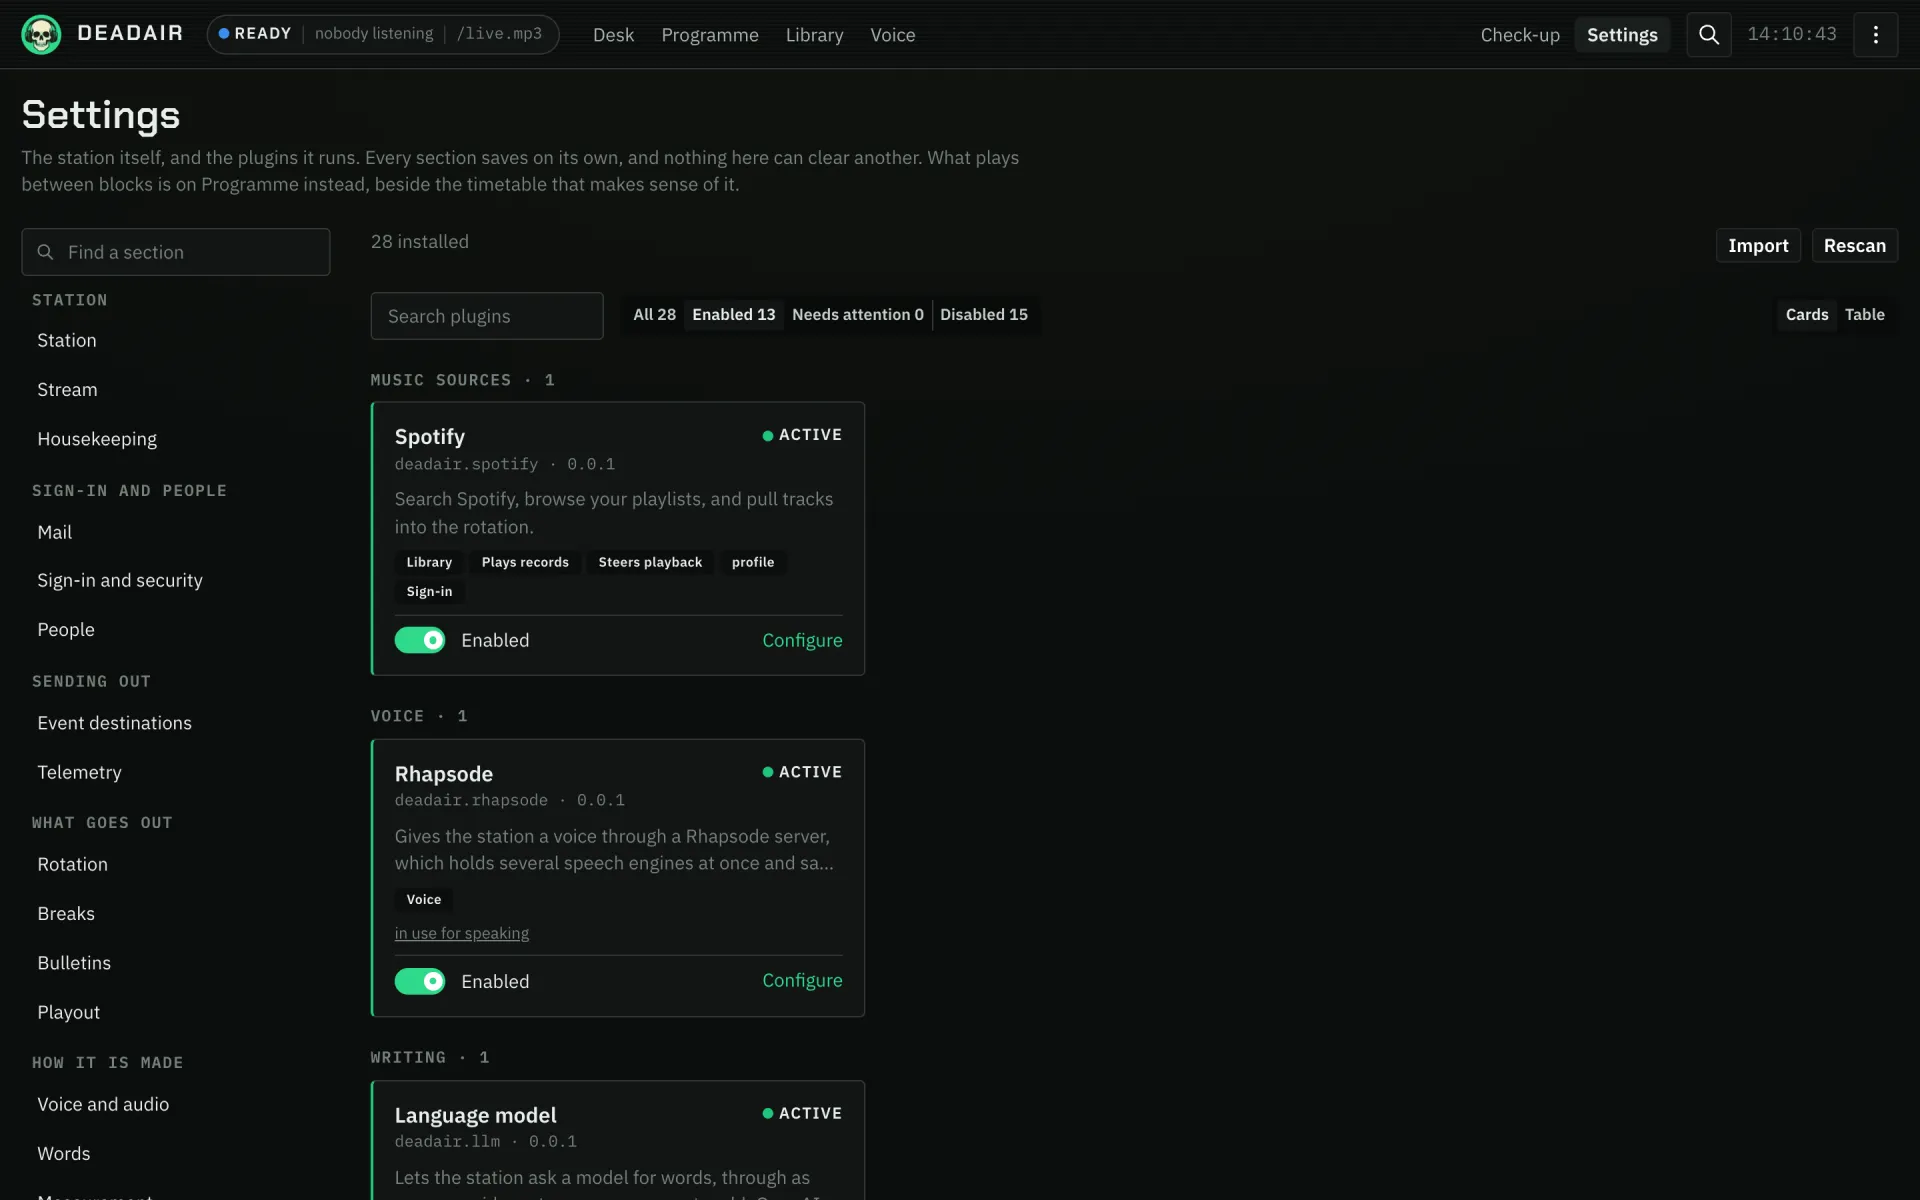 DEADAIR
READY
nobody listening
/live.mp3
Desk
Programme
Library
Voice
Check-up
Settings
14:10:43
Settings
The station itself, and the plugins it runs. Every section saves on its own, and nothing here can clear another. What plays
between blocks is on Programme instead, beside the timetable that makes sense of it.
Find a section
STATION
Station
Stream
Housekeeping
SIGN-IN AND PEOPLE
Mail
Sign-in and security
People
SENDING OUT
Event destinations
Telemetry
WHAT GOES OUT
Rotation
Breaks
Bulletins
Playout
HOW IT IS MADE
Voice and audio
Words
28 installed
Import
Rescan
Search plugins
All 28
Enabled 13
Needs attention 0
Disabled 15
Cards
Table
MUSIC SOURCES · 1
Spotify
ACTIVE
deadair.spotify · 0.0.1
Search Spotify, browse your playlists, and pull tracks
into the rotation.
Library
Plays records
Steers playback
profile
Sign-in
Enabled
Configure
VOICE · 1
Rhapsode
ACTIVE
deadair.rhapsode · 0.0.1
Gives the station a voice through a Rhapsode server,
which holds several speech engines at once and sa...
Voice
in use for speaking
Enabled
Configure
WRITING · 1
Language model
ACTIVE
deadair.llm · 0.0.1
Lets the station ask a model for words, through as